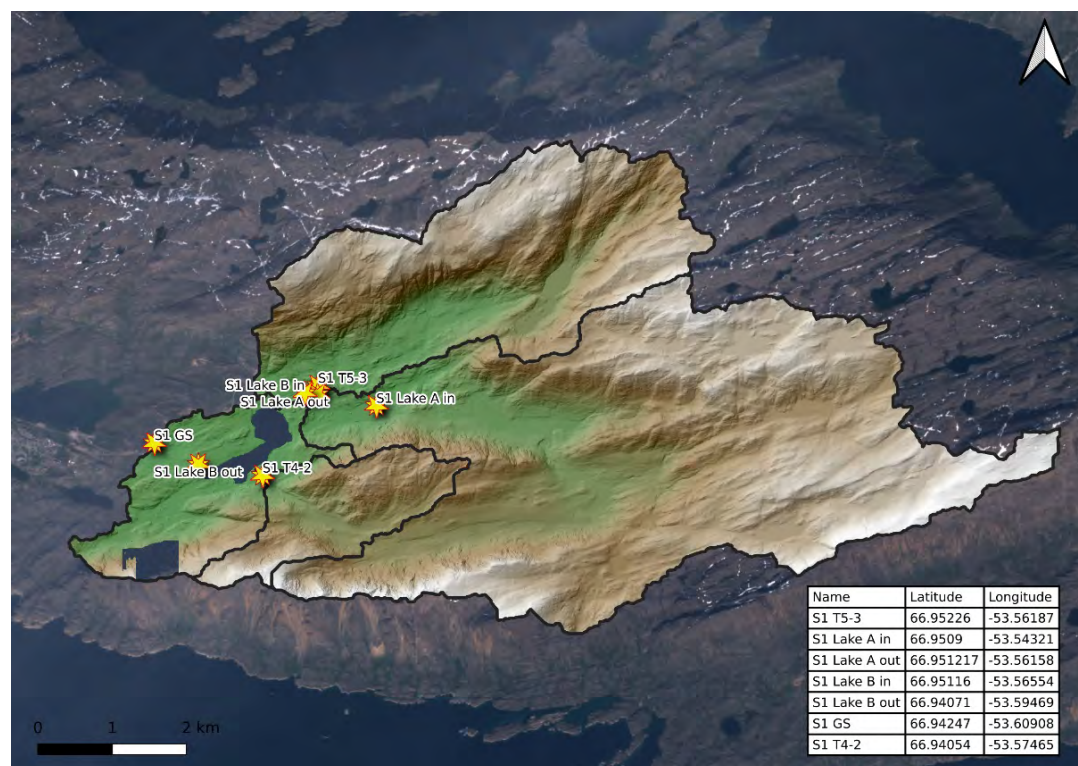 S1 T5-3
S1 Lake B in
S1 Lake A out
S1 Lake A in
S1 GS
S1 Lake B out
S1 T4-2
Name Latitude Longitude
S1 T5-3 66.95226 -53.56187
S1 Lake A in 66.9509 -53.54321
S1 Lake A out 66.951217 -53.56158
S1 Lake B in 66.95116 -53.56554
S1 Lake B out 66.94071 -53.59469
S1 GS 66.94247 -53.60908
S1 T4-2 66.94054 -53.57465
0 1 2 km